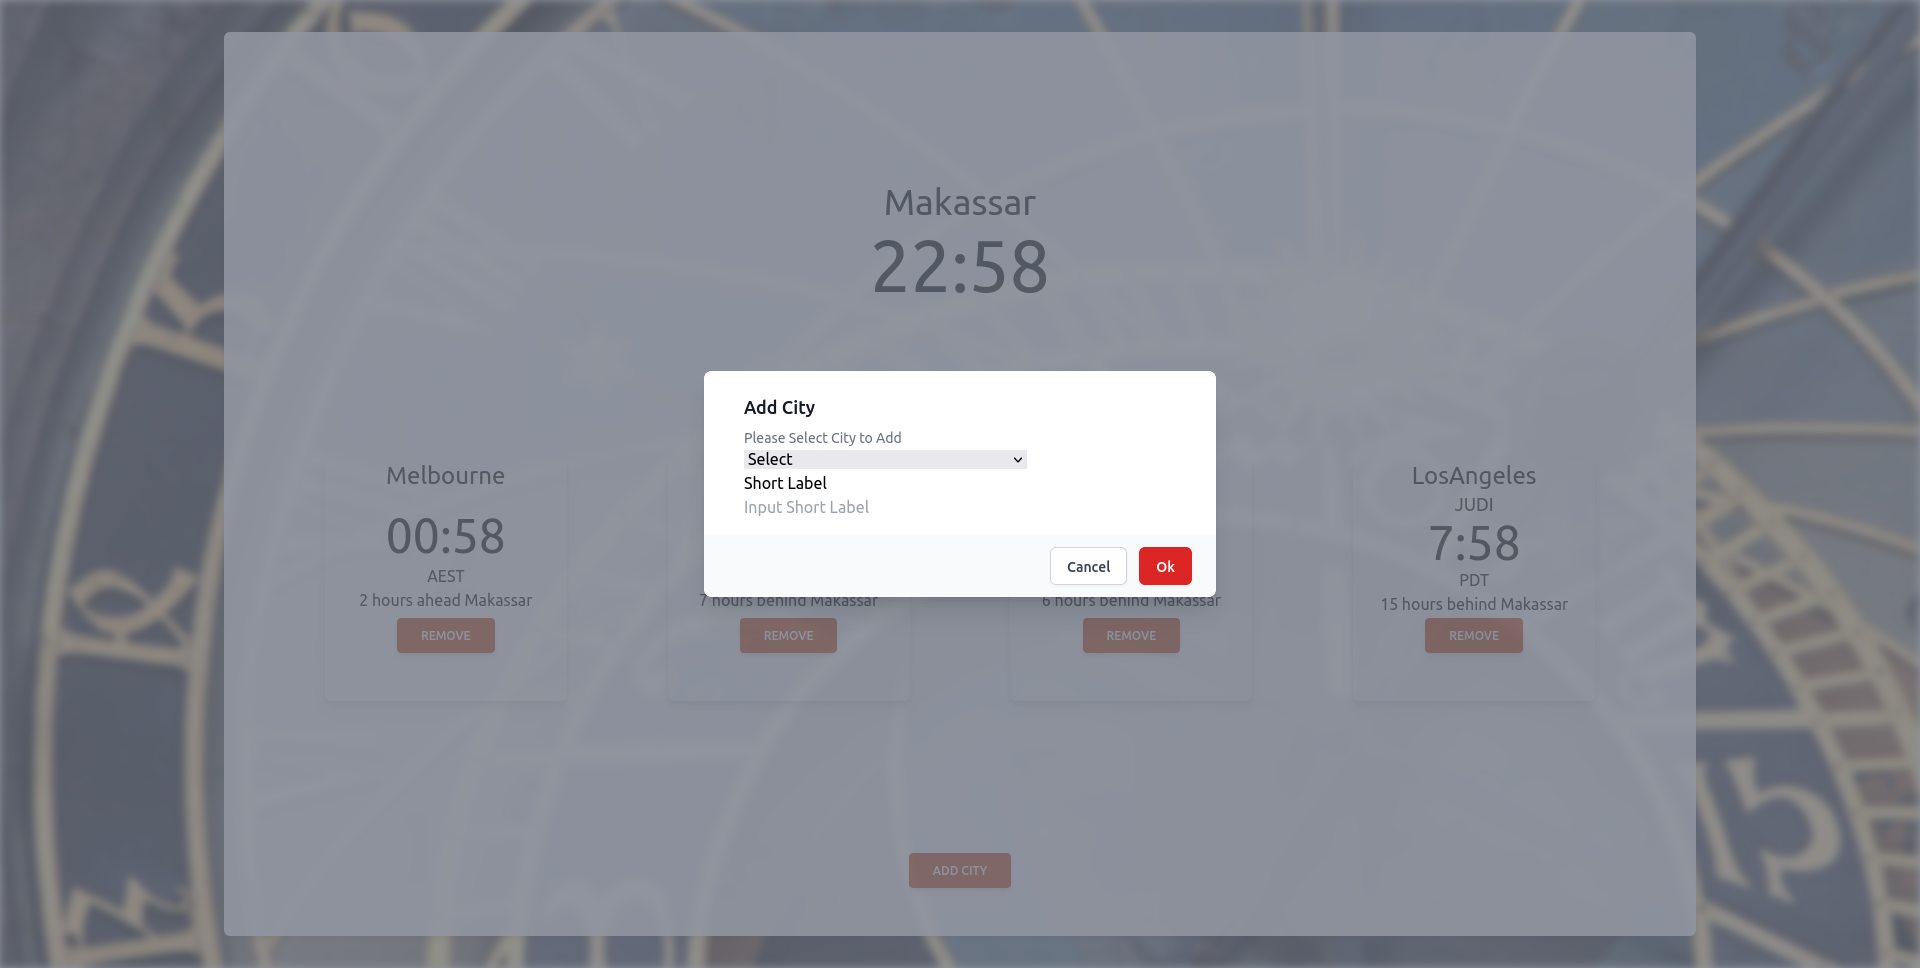 Makassar
22:58
Add City
Please Select City to Add
Select
Short Label
Input Short Label
Cancel
Ok
Melbourne
00:58
AEST
2 hours ahead Makassar
REMOVE
7 hours behind Makassar
REMOVE
6 hours behind Makassar
REMOVE
LosAngeles
JUDI
7:58
PDT
15 hours behind Makassar
REMOVE
ADD CITY